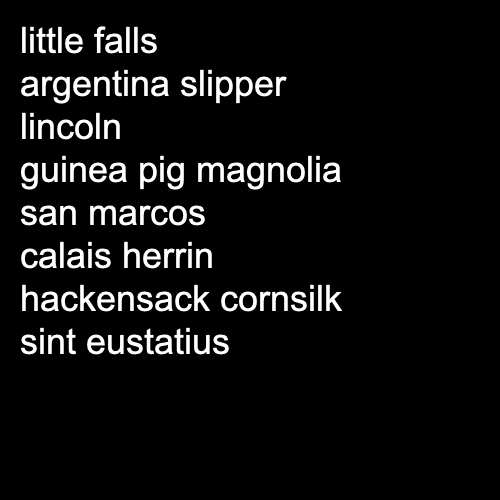 little falls
argentina slipper
lincoln
guinea pig magnolia
san marcos
calais herrin
hackensack cornsilk
sint eustatius